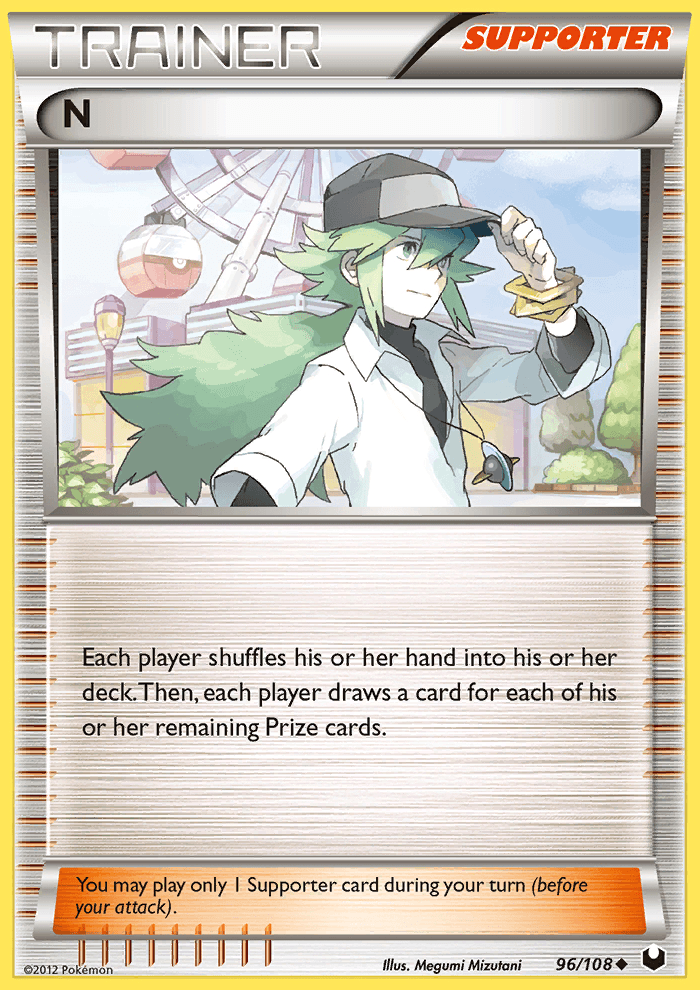 TRAINER
SUPPORTER
N
Each player shuffles his or her hand into his or her
deck.Then, each player draws a card for each of his
or her remaining Prize cards.
You may play only 1 Supporter card during your turn (before
your attack).
©2012 Pokémon
Illus. Megumi Mizutani
96/108